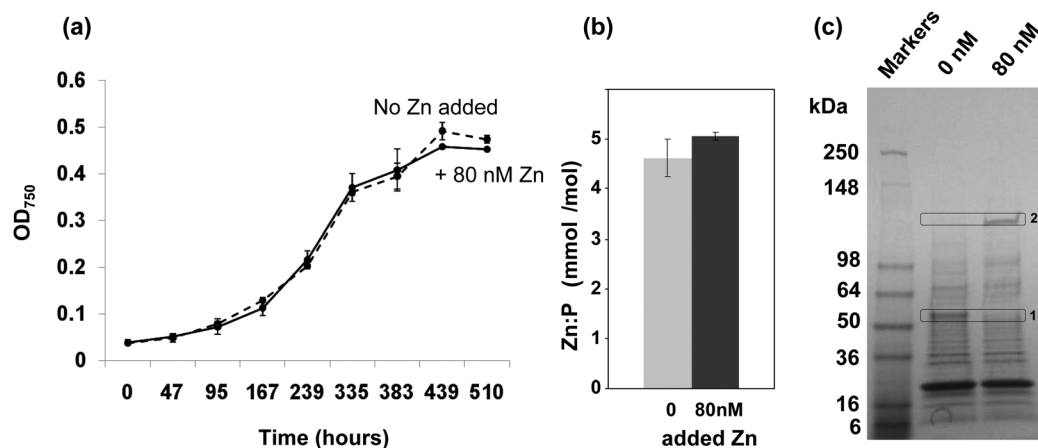 (a)
0.6
0.5
0.4
0.3
0.2
0.1
0
OD750
No Zn added
+ 80 nM Zn
0 47 95 167 239 335 383 439 510
Time (hours)
(b)
6
5
4
3
2
1
0
Zn:P (mmol /mol)
0 80nM
added Zn
(c)
Markers
0 nM
80 nM
kDa
250
148
98
64
50
36
16
6
2
1